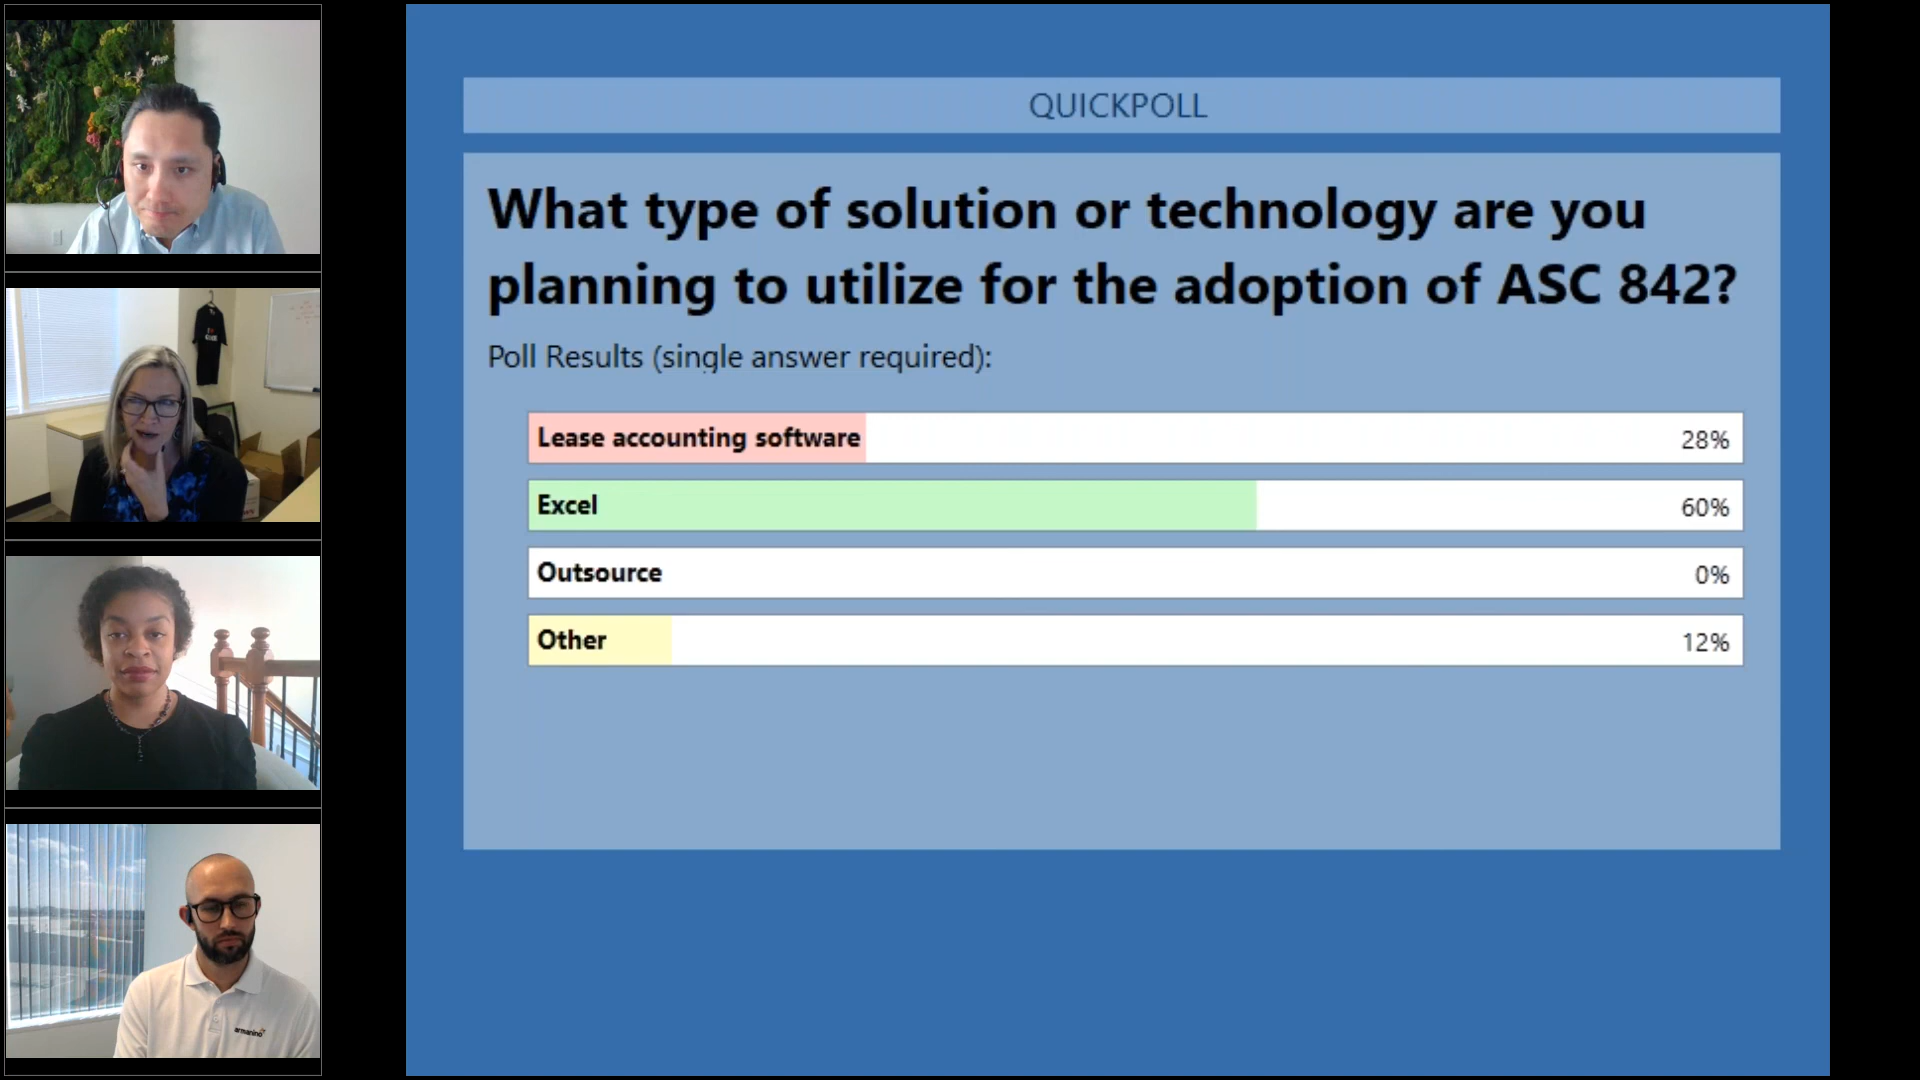 QUICKPOLL
What type of solution or technology are you
planning to utilize for the adoption of ASC 842?
Poll Results (single answer required):
Lease accounting software 28%
Excel 60%
Outsource 0%
Other 12%
armanino